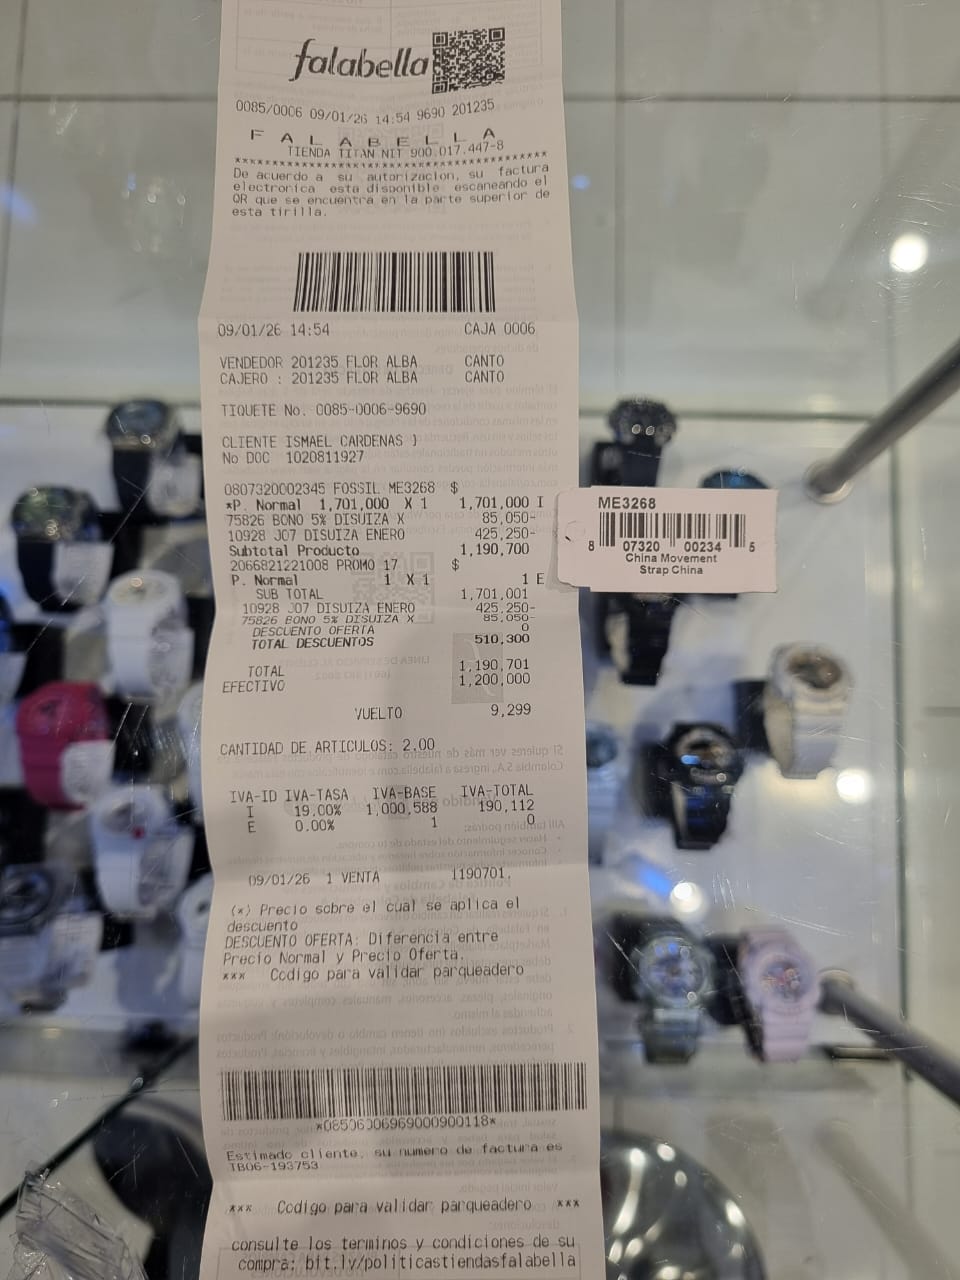 falabella
0085/0006 09/01/26 14:54 9690 201235
F A L A B E L L A
TIENDA TITAN NIT 900.017.447-8
De acuerdo a su autorizacion, su factura
electronica esta disponible escaneando el
QR que se encuentra en la parte superior de
esta tirilla.
09/01/26 14:54 CAJA 0006
VENDEDOR 201235 FLOR ALBA CANTO
CAJERO : 201235 FLOR ALBA CANTO
TIQUETE No. 0085-0006-9690
CLIENTE ISMAEL CARDENAS )
No DOC 1020811927
0807320002345 FOSSIL ME3268 $
*P. Normal 1,701,000 X 1 1,701,000 I
75826 BONO 5% DISUIZA X 85,050-
10928 J07 DISUIZA ENERO 425,250-
Subtotal Producto 1,190,700
2066821221008 PROMO 17 $
P. Normal 1 X 1 1 E
SUB TOTAL 1,701,001
10928 J07 DISUIZA ENERO 425,250-
75826 BONO 5% DISUIZA X 85,050-
DESCUENTO OFERTA 0
TOTAL DESCUENTOS 510,300
TOTAL 1,190,701
EFECTIVO 1,200,000
VUELTO 9,299
CANTIDAD DE ARTICULOS: 2.00
IVA-ID IVA-TASA IVA-BASE IVA-TOTAL
I 19.00% 1,000,588 190,112
E 0.00% 1 0
09/01/26 1 VENTA 1190701.
(*) Precio sobre el cual se aplica el
descuento
DESCUENTO OFERTA: Diferencia entre
Precio Normal y Precio Oferta.
*** Codigo para validar parqueadero
*08506006969000900118*
Estimado cliente, su numero de factura es
TB06-193753
*** Codigo para validar parqueadero ***
consulte los terminos y condiciones de su
compra: bit.ly/politicastiendasfalabella
ME3268
8 07320 00234 5
China Movement
Strap China